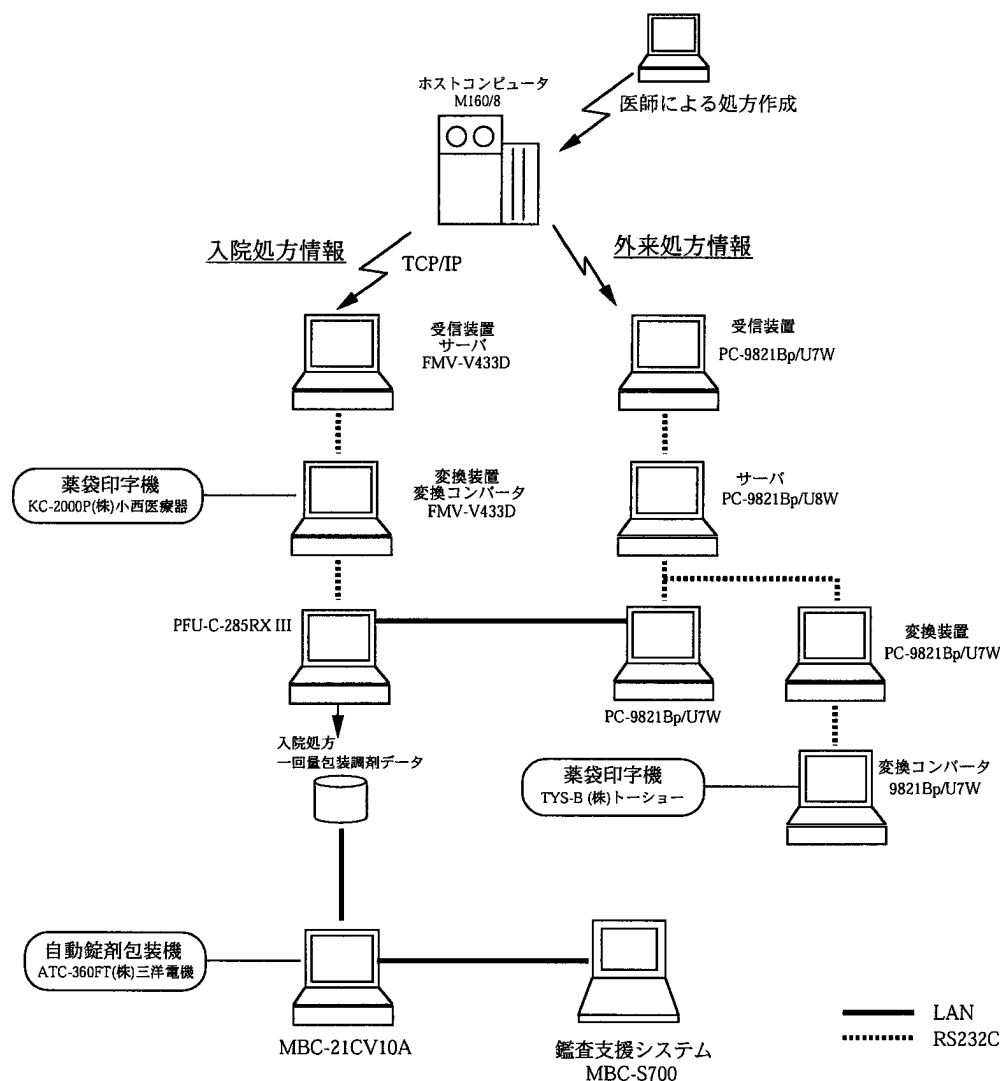 ホストコンピュータ
M160/8
医師による処方作成
入院処方情報
TCP/IP
外来処方情報
受信装置
サーバ
FMV-V433D
受信装置
PC-9821Bp/U7W
薬袋印字機
KC-2000P(株)小西医療器
変換装置
変換コンバータ
FMV-V433D
サーバ
PC-9821Bp/U8W
PFU-C-285RX III
PC-9821Bp/U7W
変換装置
PC-9821Bp/U7W
入院処方
一回量包装調剤データ
薬袋印字機
TYS-B (株)トーショー
変換コンバータ
9821Bp/U7W
自動錠剤包装機
ATC-360FT(株)三洋電機
MBC-21CV10A
鑑査支援システム
MBC-S700
LAN
RS232C